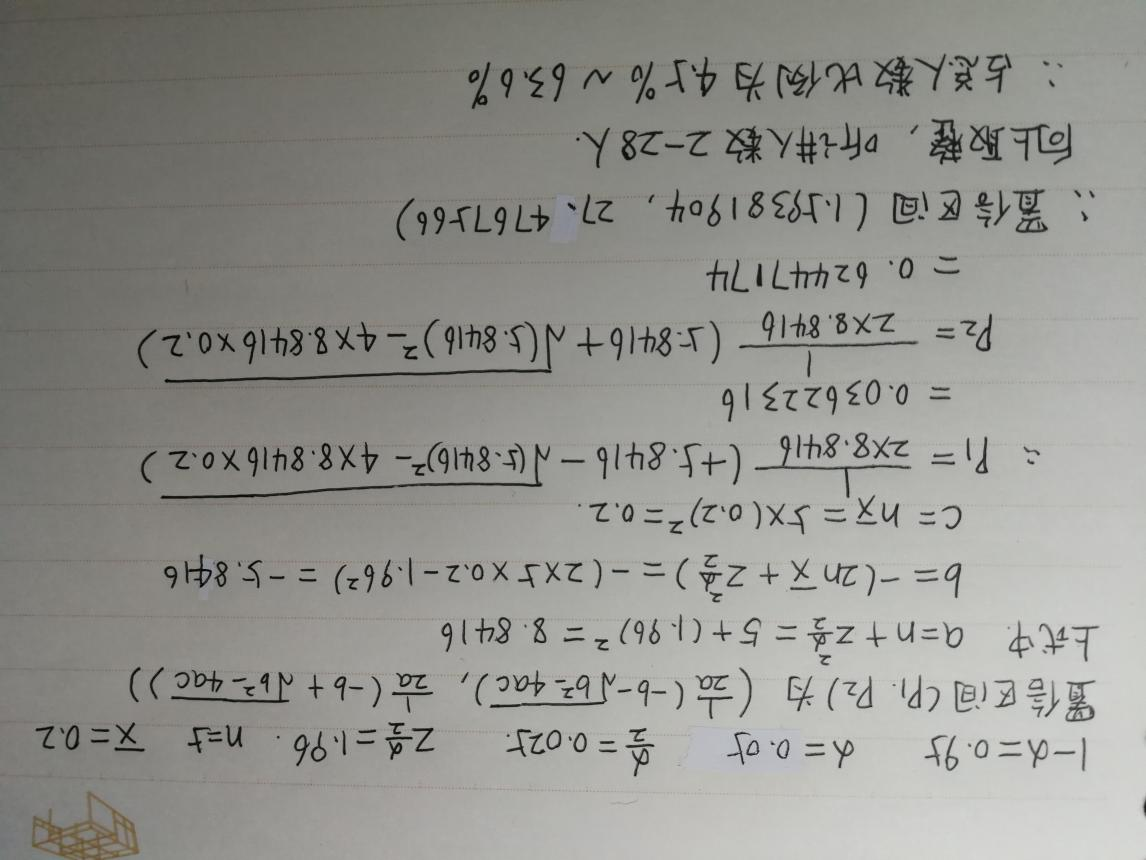 1-α=0.95 α=0.05 α/2=0.025. Z_{α/2}=1.96. n=5 x̄=0.2
置信区间(P₁, P₂)为 (1/2a(-b-√(b²-4ac)), 1/2a(-b+√(b²-4ac)))
上式中. a=n+Z²_{α/2}=5+(1.96)²=8.8416
b=-(2nx̄+Z²_{α/2})=-(2×5×0.2-1.96²)=-5.8416
c=nx̄=5×(0.2)²=0.2.
∴ P₁=1/(2×8.8416)(+5.8416-√((5.8416)²-4×8.8416×0.2))
=0.03622316
P₂=1/(2×8.8416)(5.8416+√((5.8416)²-4×8.8416×0.2))
=0.62447174
∴ 置信区间(1.59381904, 27.4767566)
向上取整, 听讲人数2-28人.
∴ 占总人数比例为4.5%~63.6%